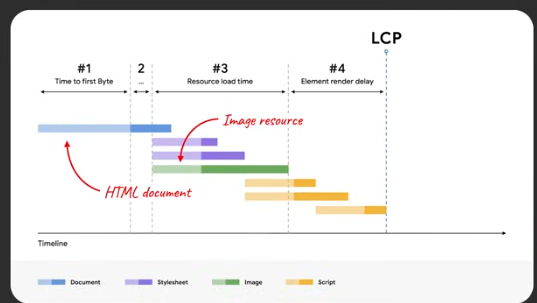 LCP
#1
Time to first Byte
2
...
#3
Resource load time
#4
Element render delay
Image resource
HTML document
Timeline
Document
Stylesheet
Image
Script